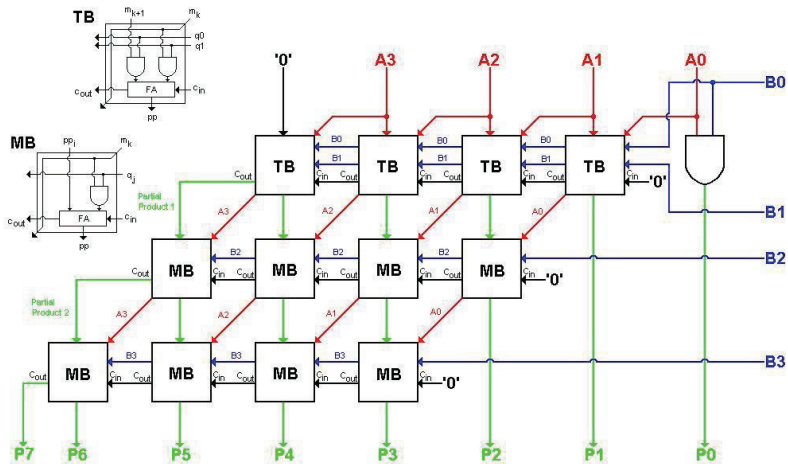 TB
m_k+1 m_k
q0
q1
c_out FA c_in
pp
MB
pp_i m_k
q_j
c_out FA c_in
pp
'0' A3 A2 A1 A0
B0
B0 B0 B0
TB TB TB TB
B1 B1 B1
C_out C_in C_out C_in C_out C_in C_out C_in '0'
Partial
Product 1
B1
A3 A2 A1 A0
B2
B2 B2 B2
MB MB MB MB
C_out C_in C_out C_in C_out C_in C_out C_in '0'
Partial
Product 2
A3 A2 A1 A0
B3
B3 B3 B3
MB MB MB MB
C_out C_in C_out C_in C_out C_in C_out C_in '0'
P7 P6 P5 P4 P3 P2 P1 P0